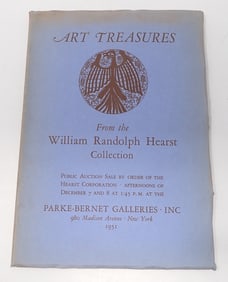 ART TREASURES
From the
William Randolph Hearst
Collection
PUBLIC AUCTION SALE BY ORDER OF THE
HEARST CORPORATION · AFTERNOONS OF
DECEMBER 7 AND 8 AT 1:45 P.M. AT THE
PARKE-BERNET GALLERIES · INC
980 Madison Avenue · New York
1951